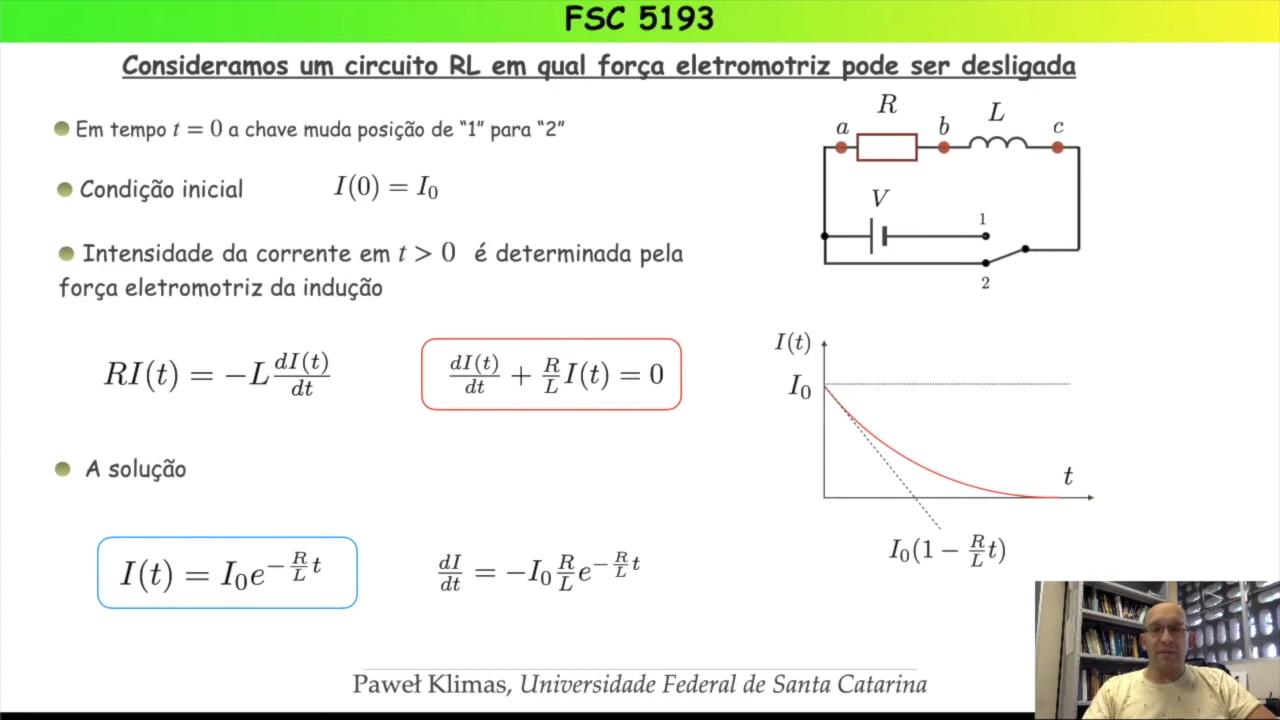 FSC 5193
Consideramos um circuito RL em qual força eletromotriz pode ser desligada
Em tempo t = 0 a chave muda posição de “1” para “2”
Condição inicial I(0) = I₀
Intensidade da corrente em t > 0 é determinada pela
força eletromotriz da indução
RI(t) = −L dI(t)/dt
dI(t)/dt + R/L I(t) = 0
A solução
I(t) = I₀e^{−R/L t}
dI/dt = −I₀ R/L e^{−R/L t}
R
L
a
b
c
V
1
2
I(t)
I₀
t
I₀(1 − R/L t)
Paweł Klimas, Universidade Federal de Santa Catarina